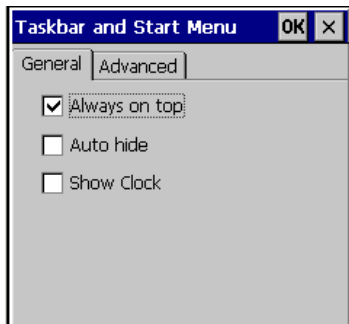 Taskbar and Start Menu OK ×
General Advanced
Always on top
Auto hide
Show Clock